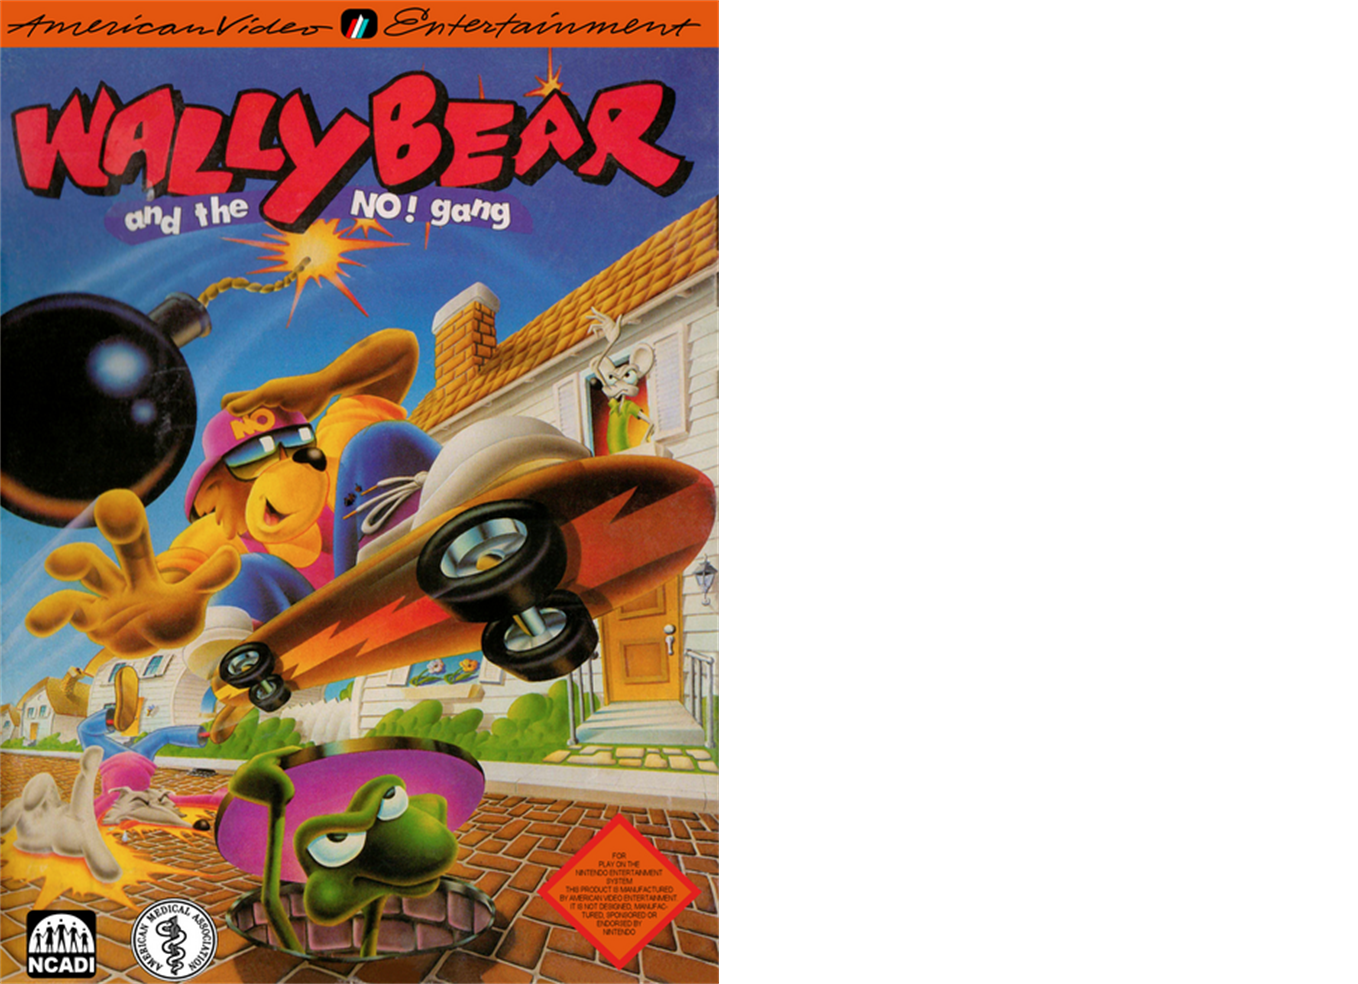 American Video Entertainment
WALLY BEAR
and the NO! gang
NO
FOR
PLAY ON THE
NINTENDO ENTERTAINMENT
SYSTEM
THIS PRODUCT IS MANUFACTURED
BY AMERICAN VIDEO ENTERTAINMENT.
IT IS NOT DESIGNED, MANUFAC-
TURED, SPONSORED OR
ENDORSED BY
NINTENDO
NCADI
AMERICAN MEDICAL ASSOCIATION